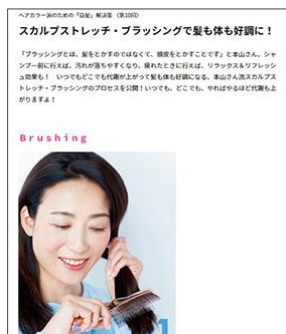 ヘアカラー派のための「白髪」解決策〈第10回〉
スカルプストレッチ・ブラッシングで髪も体も好調に！
「ブラッシングとは、髪をとかすのではなくて、頭皮をとかすことです」と本山さん。シャ
ンプー前に行えば、汚れが落ちやすくなり、疲れたときに行えば、リラックス＆リフレッシ
ュ効果も！　いつでもどこでも代謝が上がって髪も体も好調になる、本山さん流スカルプス
トレッチ・ブラッシングのプロセスを公開！いつでも、どこでも、やればやるほど代謝も上
がりますよ！
Brushing
1